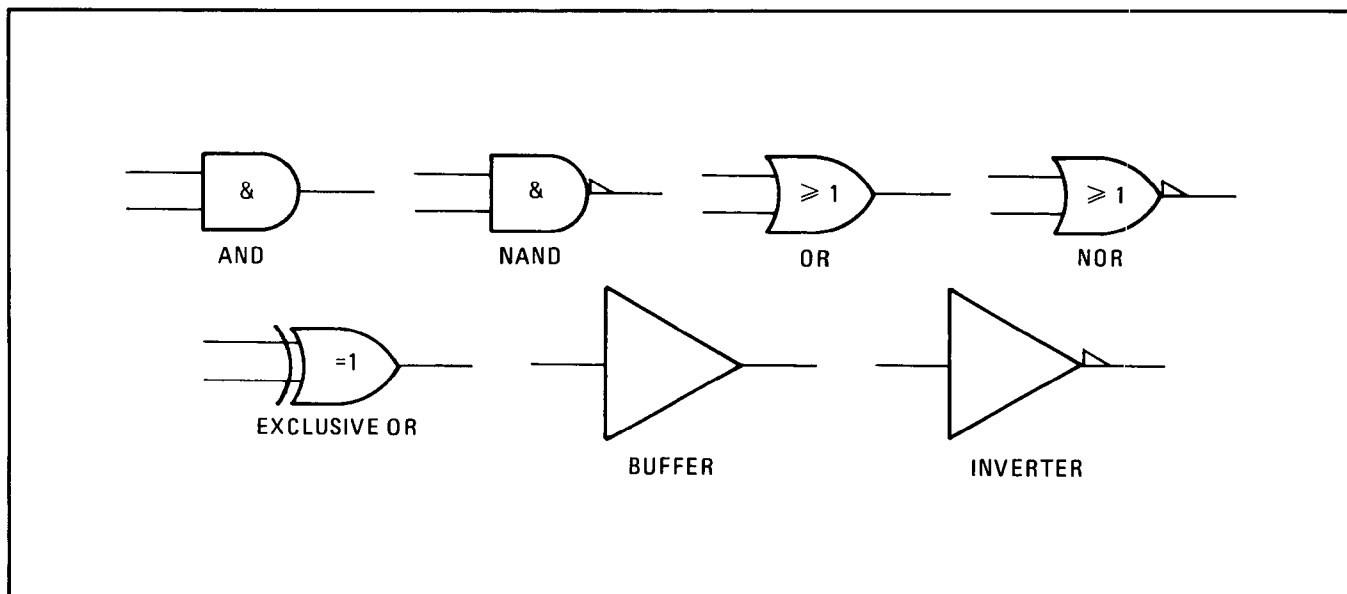 & & ⩾ 1 ⩾ 1
AND NAND OR NOR
=1
EXCLUSIVE OR
BUFFER INVERTER